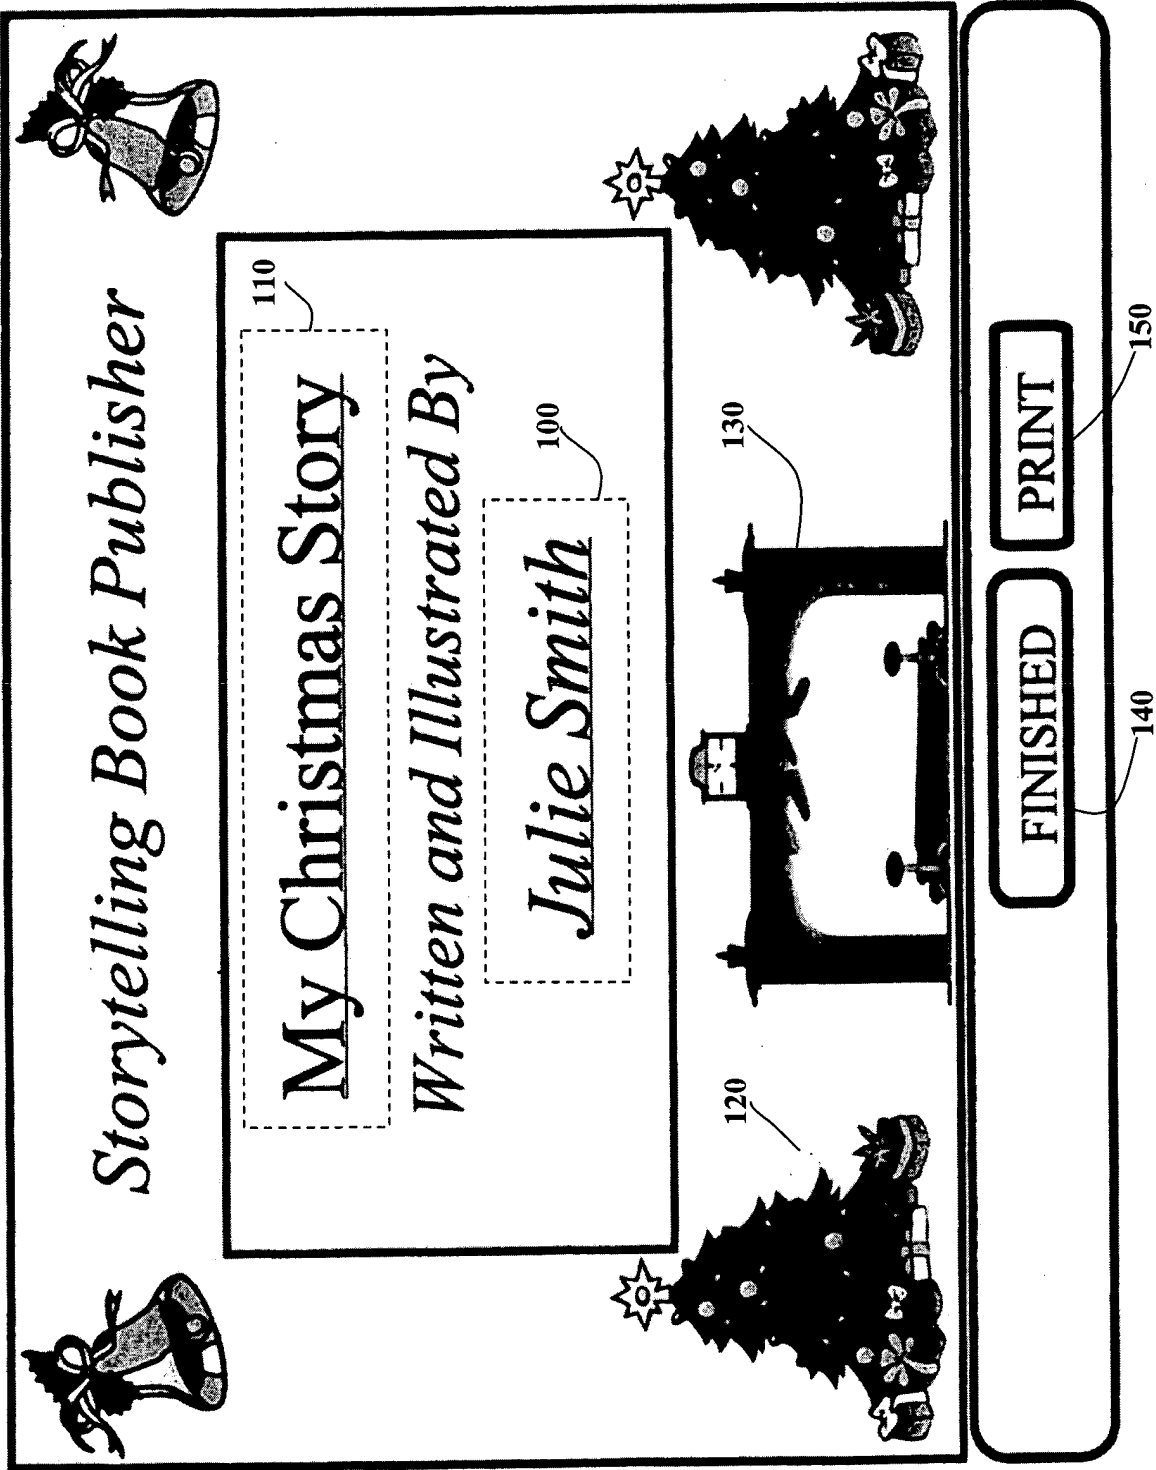 Storytelling Book Publisher
110
My Christmas Story
Written and Illustrated By
100
Julie Smith
120
130
FINISHED
PRINT
140
150